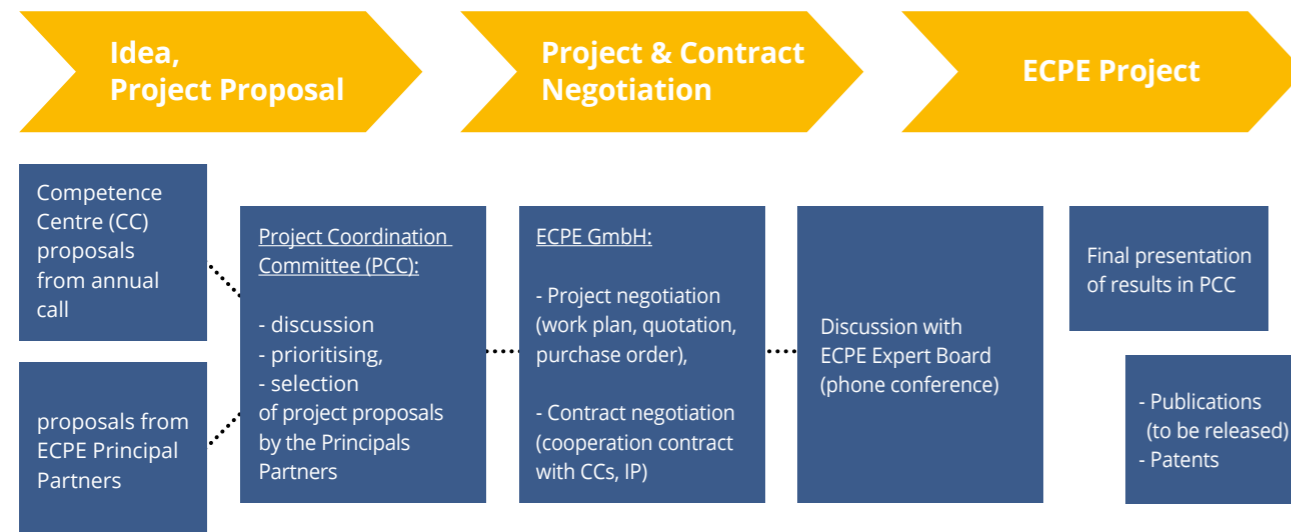 Idea,
Project Proposal
Project & Contract
Negotiation
ECPE Project
Competence
Centre (CC)
proposals
from annual
call
proposals from
ECPE Principal
Partners
Project Coordination
Committee (PCC):
- discussion
- prioritising,
- selection
of project proposals
by the Principals
Partners
ECPE GmbH:
- Project negotiation
(work plan, quotation,
purchase order),
- Contract negotiation
(cooperation contract
with CCs, IP)
Discussion with
ECPE Expert Board
(phone conference)
Final presentation
of results in PCC
- Publications
(to be released)
- Patents